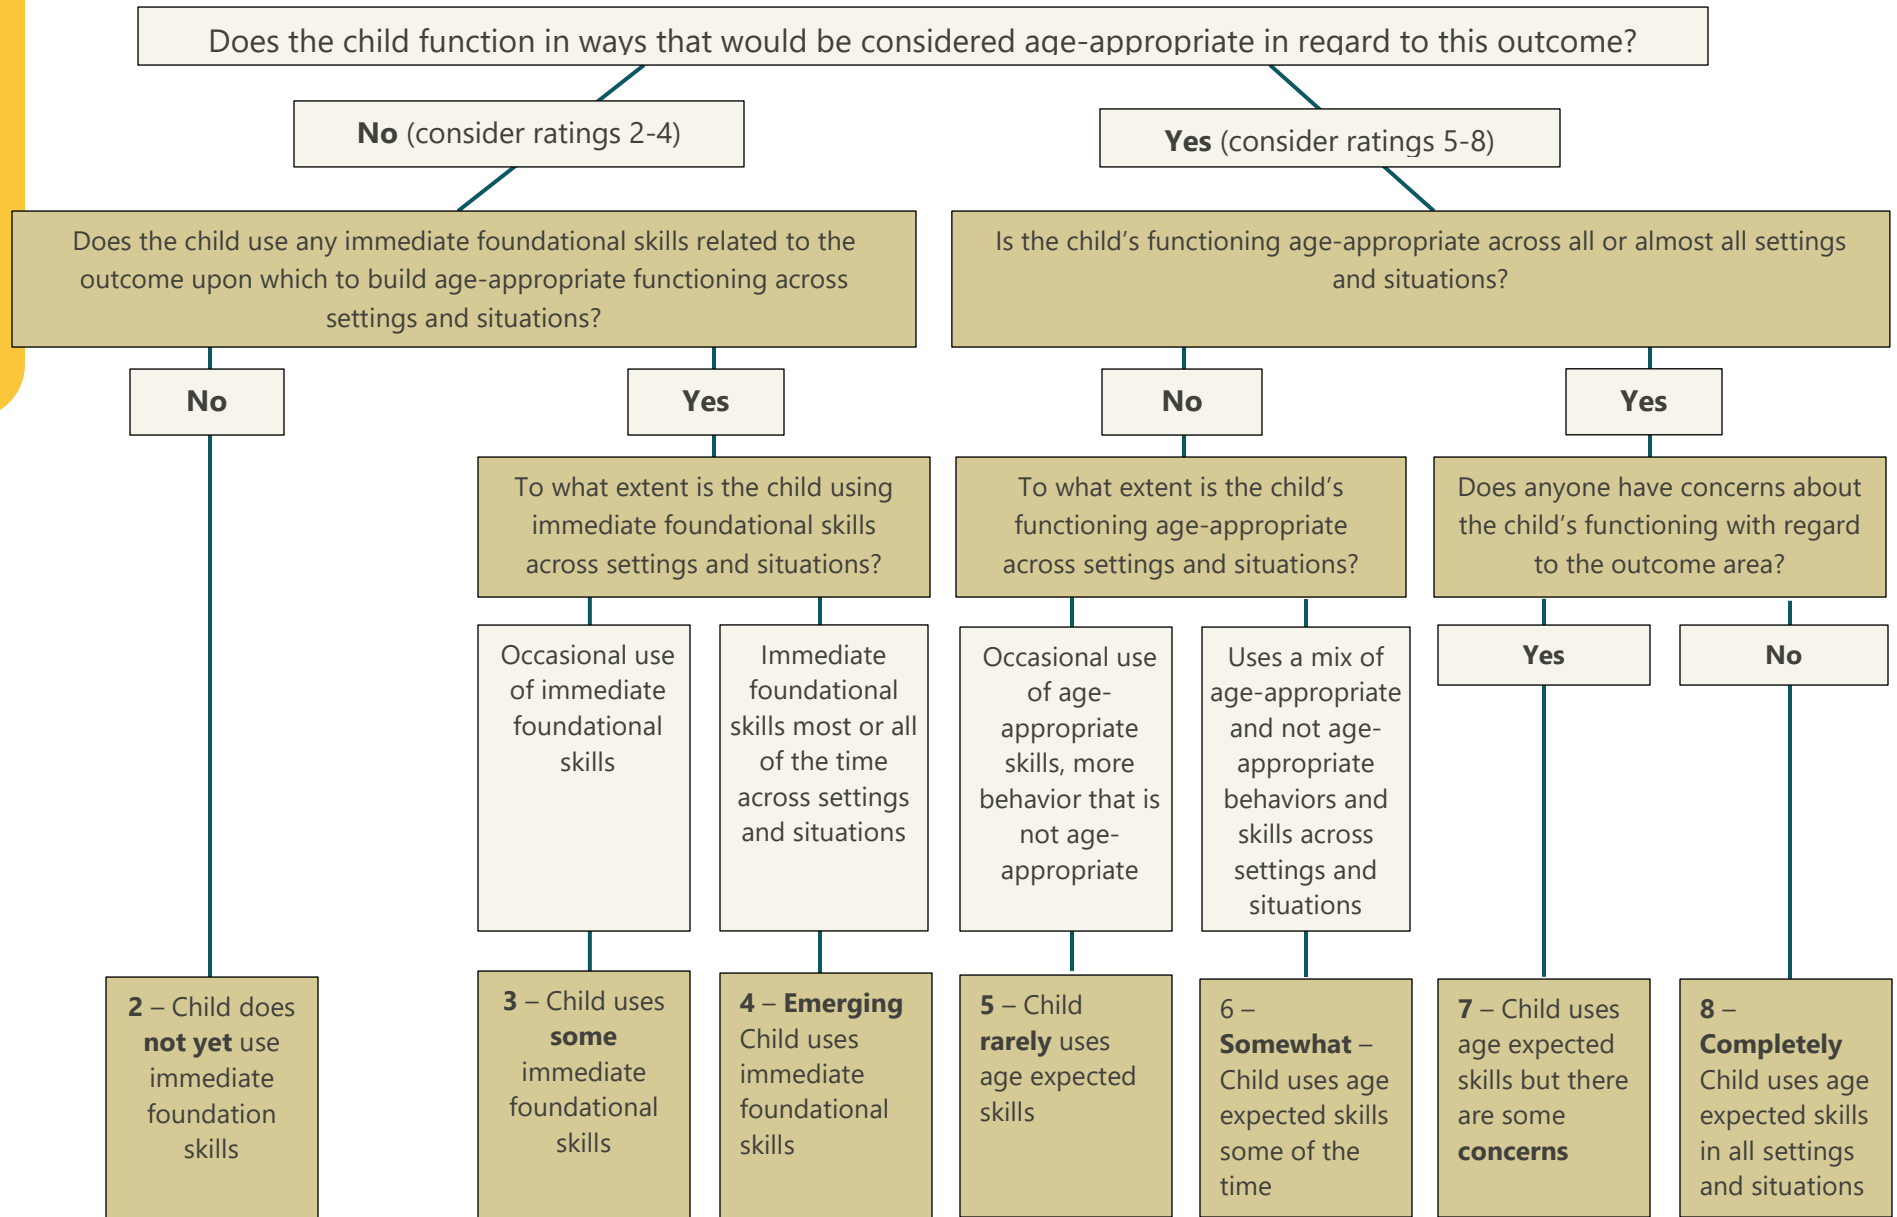 Does the child function in ways that would be considered age-appropriate in regard to this outcome?
No (consider ratings 2-4)
Yes (consider ratings 5-8)
Does the child use any immediate foundational skills related to the
outcome upon which to build age-appropriate functioning across
settings and situations?
Is the child’s functioning age-appropriate across all or almost all settings
and situations?
No
Yes
No
Yes
To what extent is the child using
immediate foundational skills
across settings and situations?
To what extent is the child’s
functioning age-appropriate
across settings and situations?
Does anyone have concerns about
the child’s functioning with regard
to the outcome area?
Occasional use
of immediate
foundational
skills
Immediate
foundational
skills most or all
of the time
across settings
and situations
Occasional use
of age-
appropriate
skills, more
behavior that is
not age-
appropriate
Uses a mix of
age-appropriate
and not age-
appropriate
behaviors and
skills across
settings and
situations
Yes
No
2 – Child does
not yet use
immediate
foundation
skills
3 – Child uses
some
immediate
foundational
skills
4 – Emerging
Child uses
immediate
foundational
skills
5 – Child
rarely uses
age expected
skills
6 –
Somewhat –
Child uses age
expected skills
some of the
time
7 – Child uses
age expected
skills but there
are some
concerns
8 –
Completely
Child uses age
expected skills
in all settings
and situations